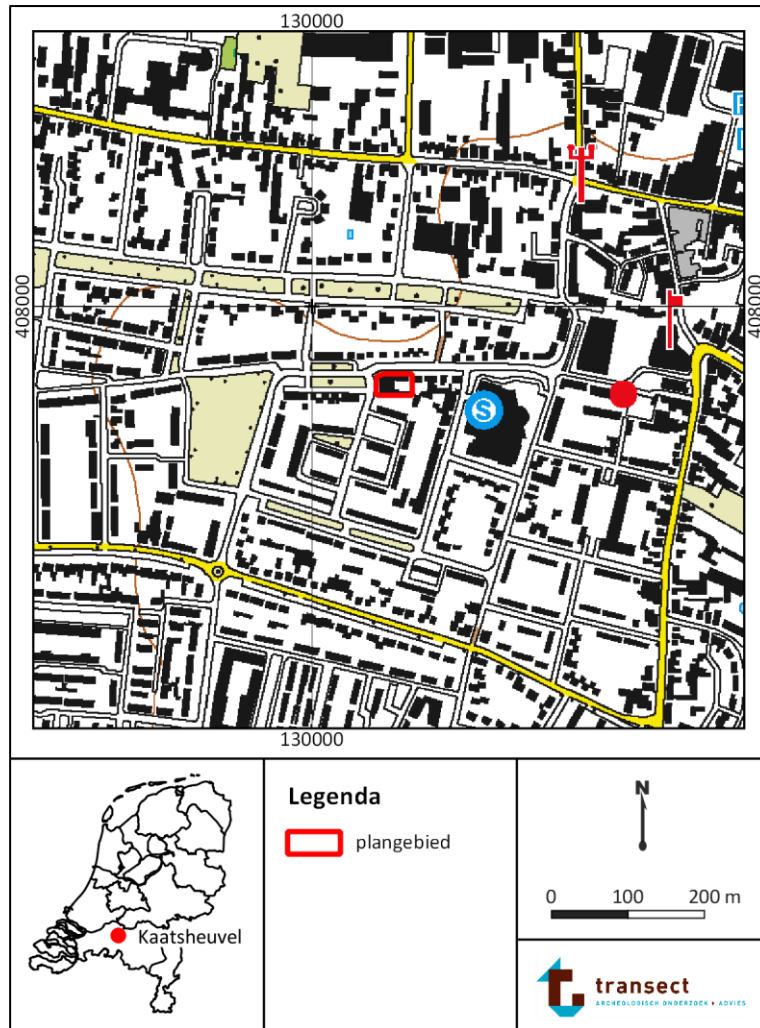 130000
P
408000
408000
S
130000
Legenda
plangebied
Kaatsheuvel
N
0 100 200 m
transect
ARCHEOLOGISCH ONDERZOEK ▸ ADVIES